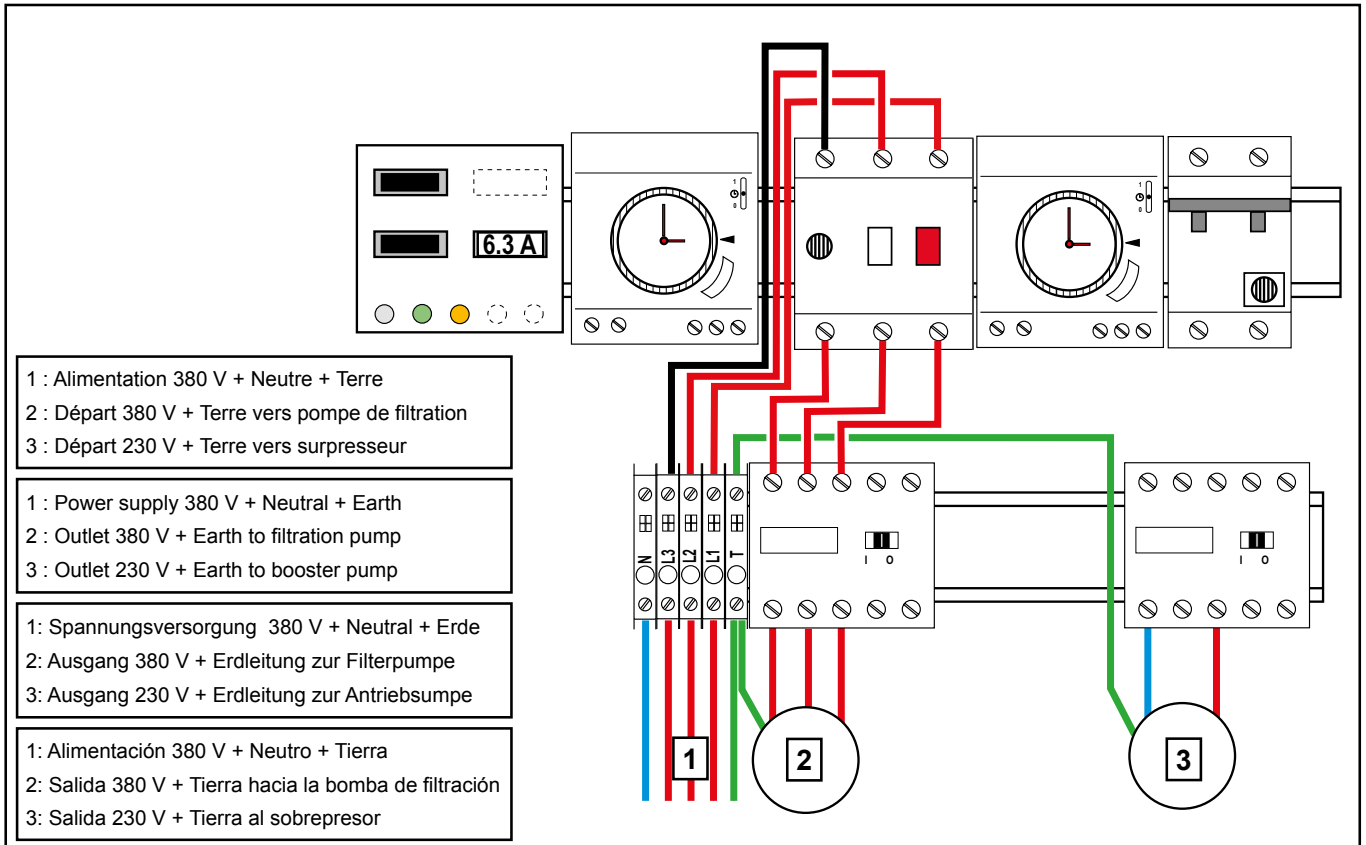 6.3 A
1
0
1
0
1 : Alimentation 380 V + Neutre + Terre
2 : Départ 380 V + Terre vers pompe de filtration
3 : Départ 230 V + Terre vers surpresseur
1 : Power supply 380 V + Neutral + Earth
2 : Outlet 380 V + Earth to filtration pump
3 : Outlet 230 V + Earth to booster pump
1: Spannungsversorgung 380 V + Neutral + Erde
2: Ausgang 380 V + Erdleitung zur Filterpumpe
3: Ausgang 230 V + Erdleitung zur Antriebsumpe
1: Alimentación 380 V + Neutro + Tierra
2: Salida 380 V + Tierra hacia la bomba de filtración
3: Salida 230 V + Tierra al sobrepresor
N
L3
L2
L1
T
I O
I O
1
2
3